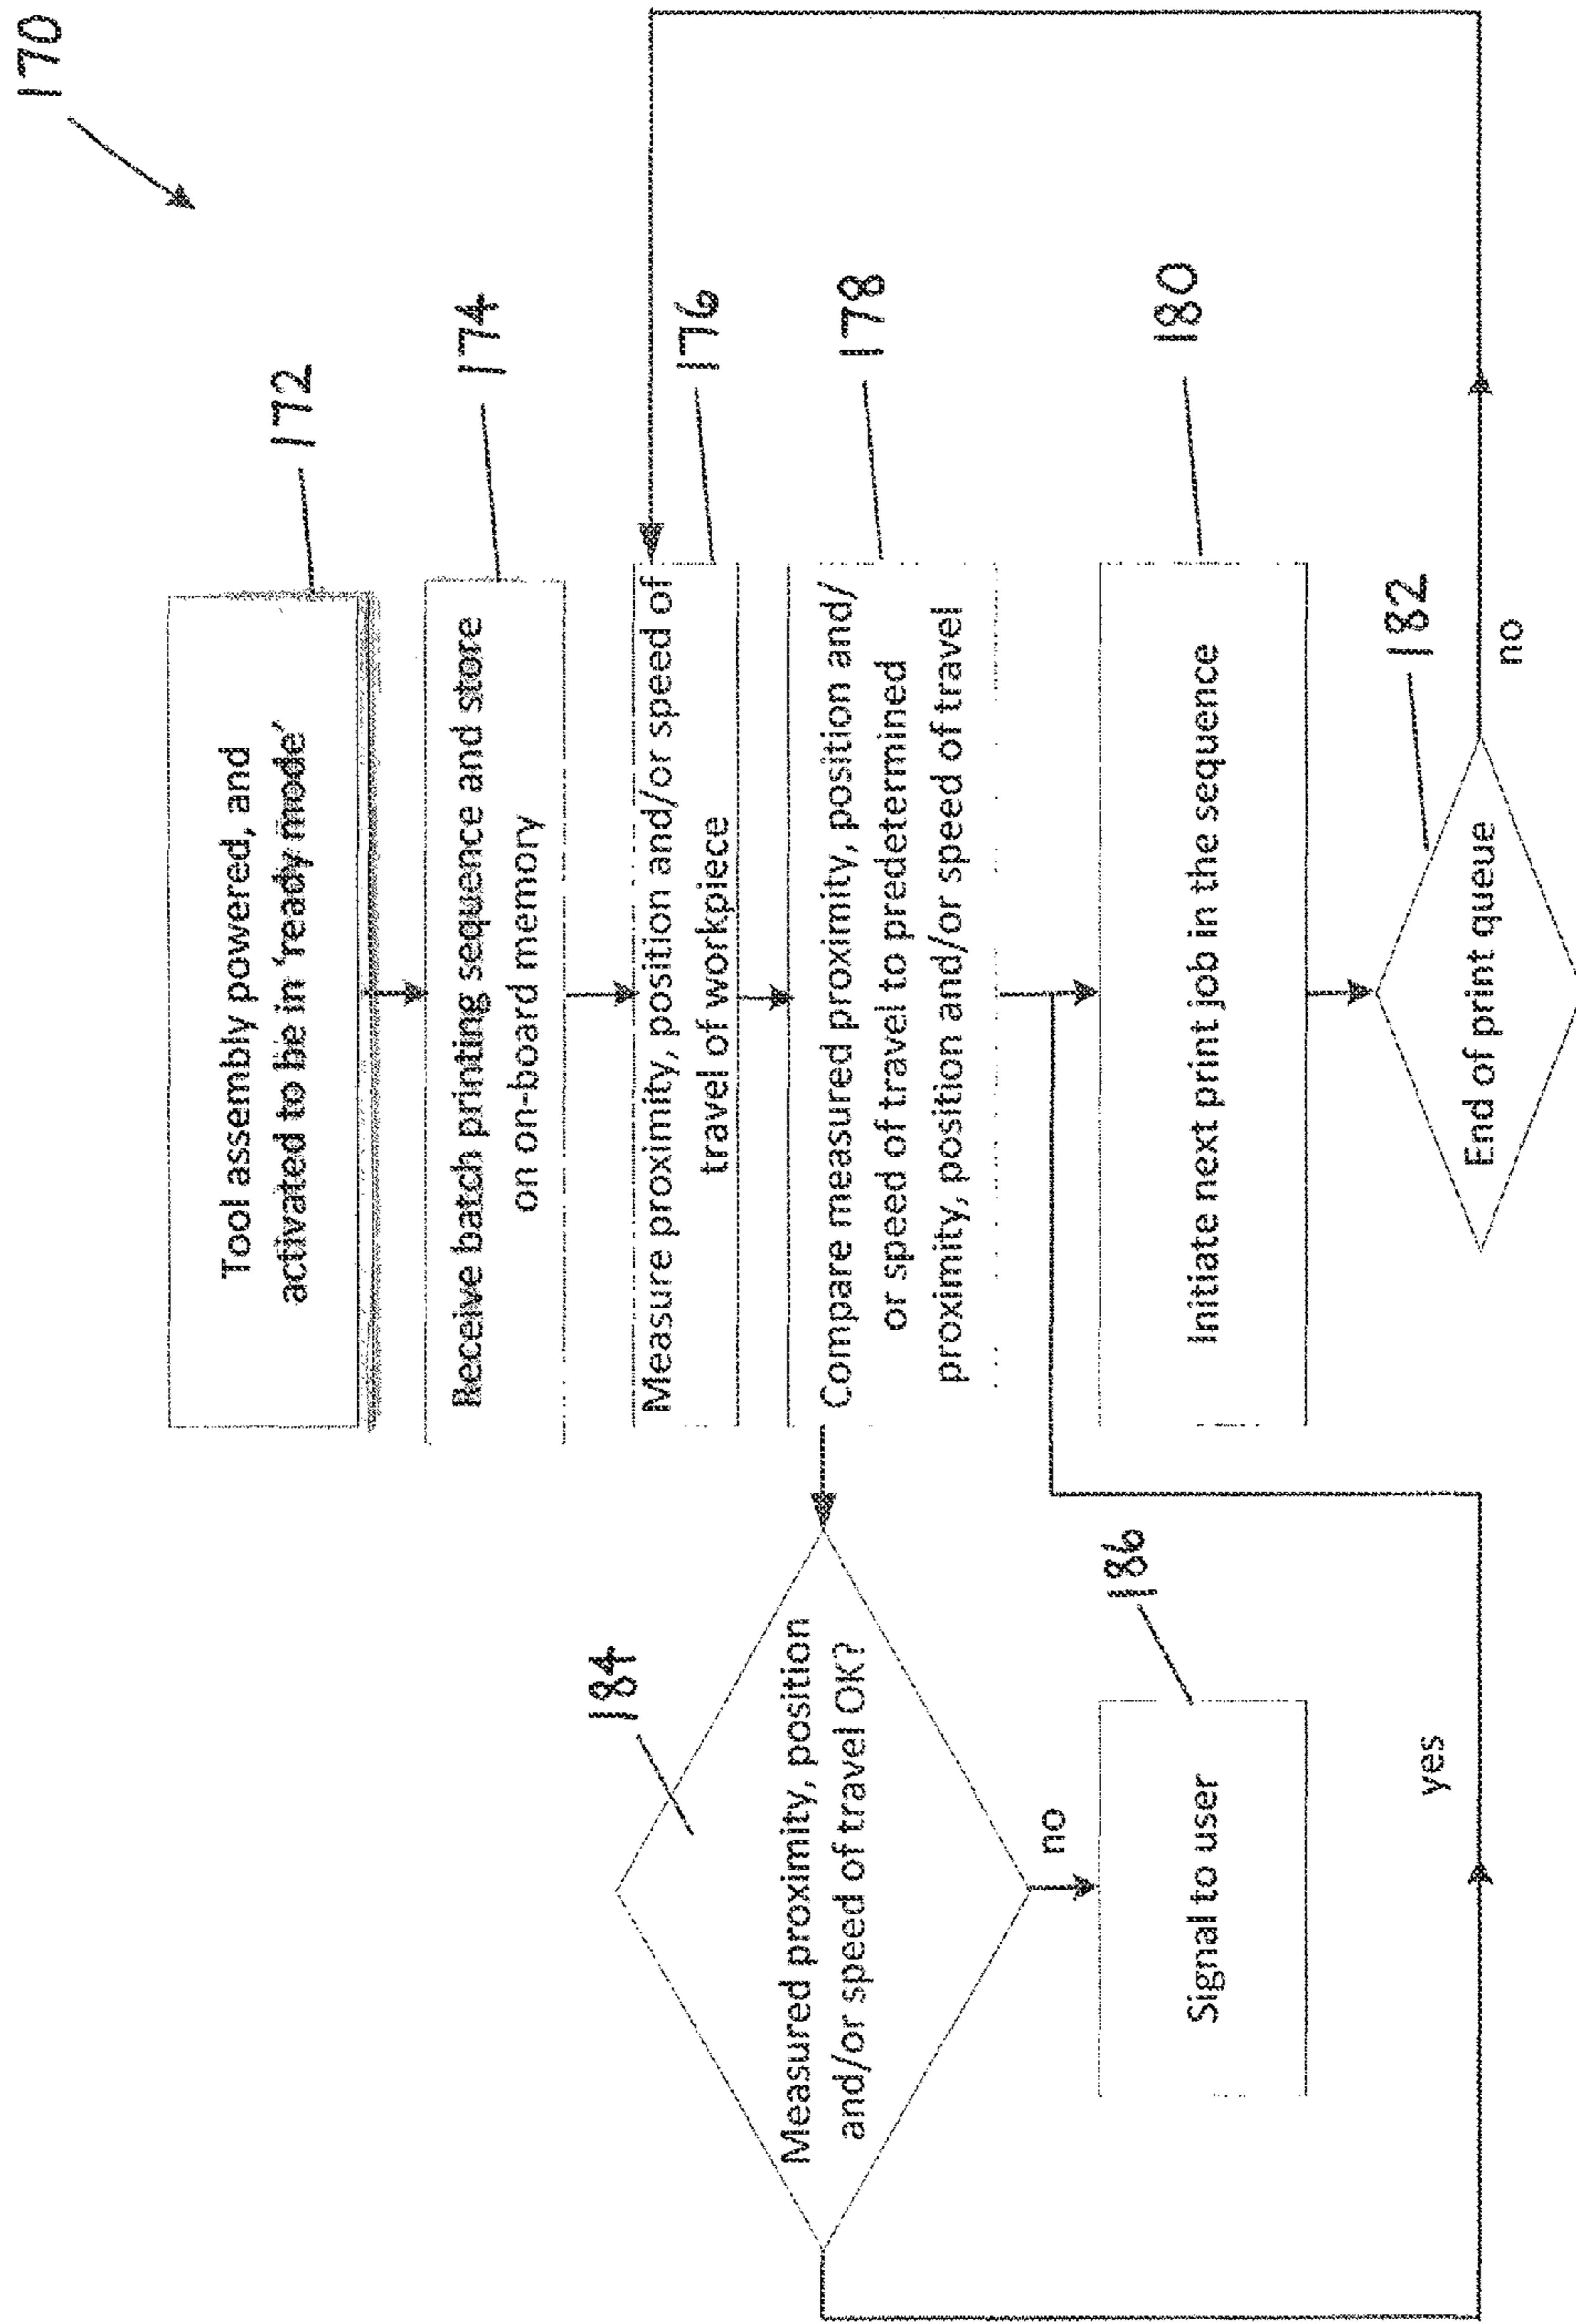 170
Tool assembly powered, and
activated to be in 'ready mode'
172
Receive batch printing sequence and store
on on-board memory
174
Measure proximity, position and/or speed of
travel of workpiece
176
Compare measured proximity, position and/
or speed of travel to predetermined
proximity, position and/or speed of travel
178
Initiate next print job in the sequence
180
End of print queue
182
no
Measured proximity, position
and/or speed of travel OK?
184
no
Signal to user
186
yes